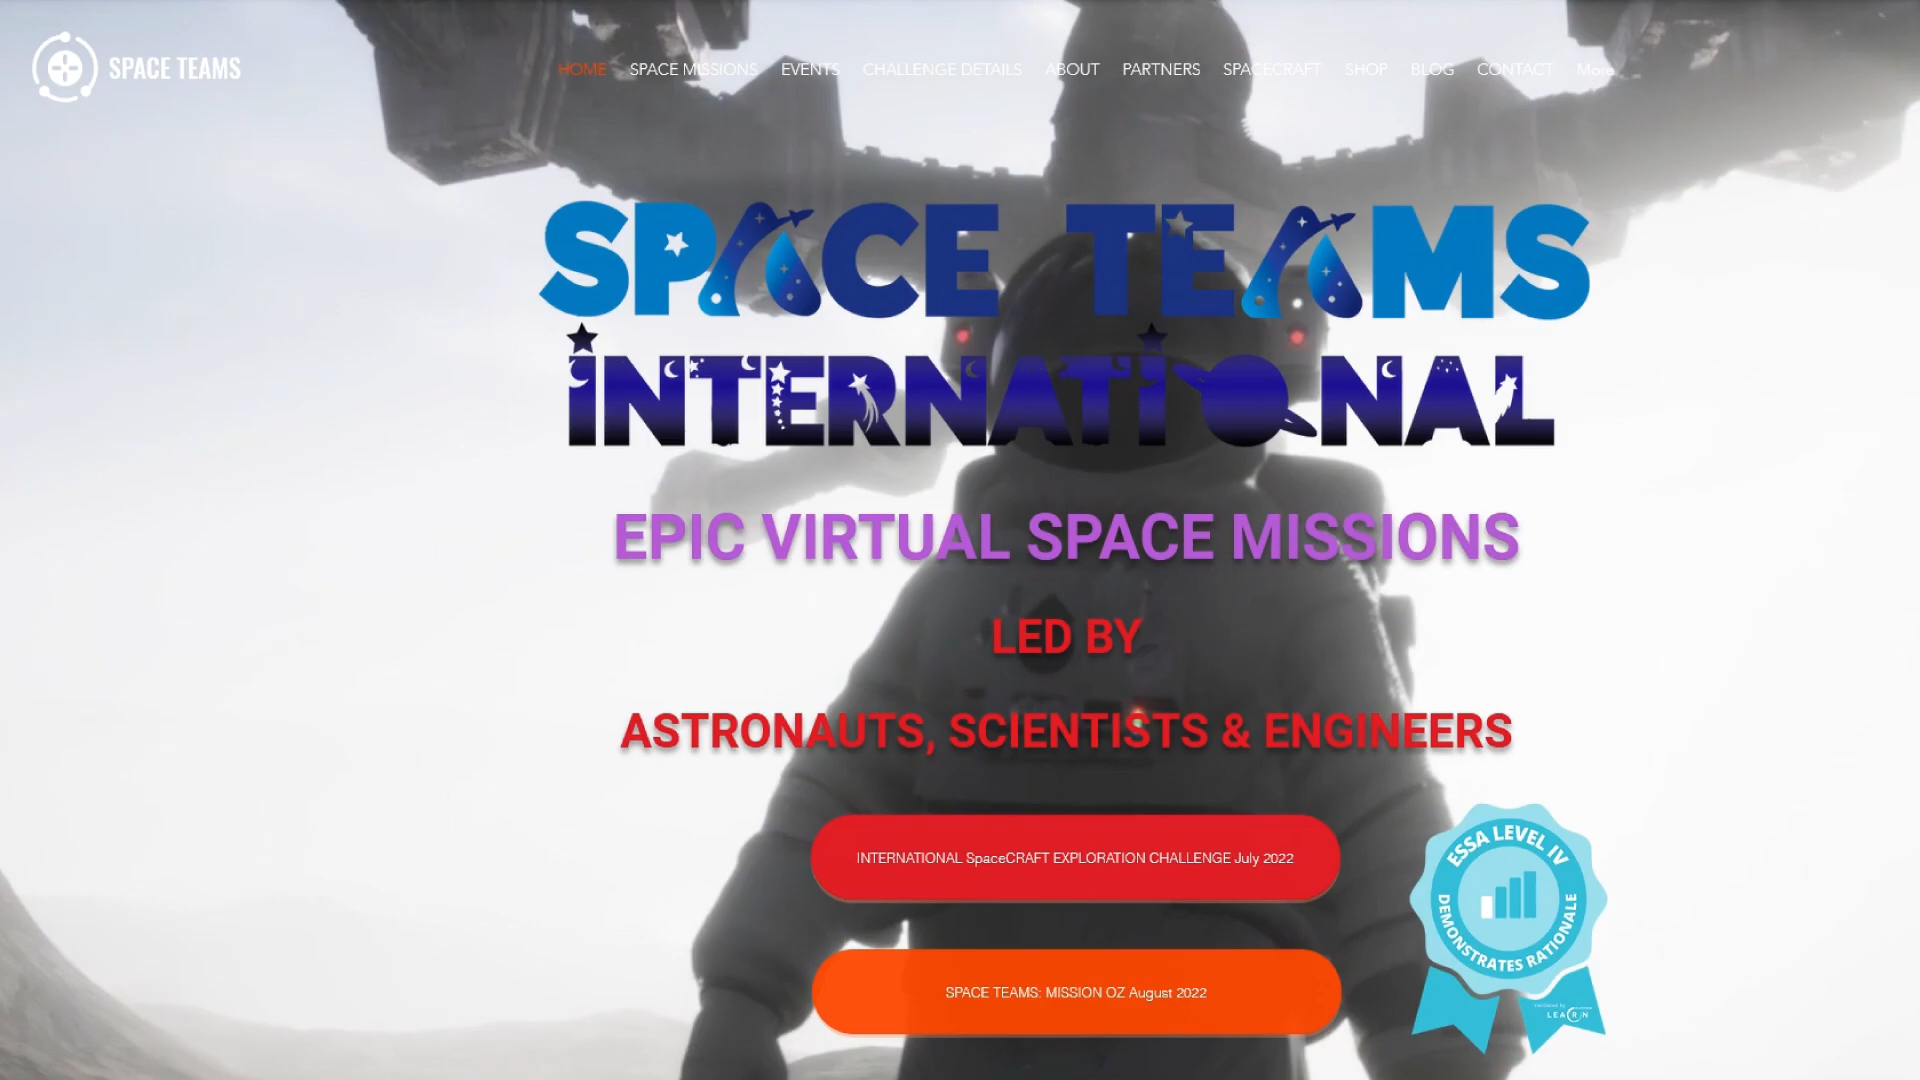 SPACE TEAMS
HOME SPACE MISSIONS EVENTS CHALLENGE DETAILS ABOUT PARTNERS SPACECRAFT SHOP BLOG CONTACT More
SPACE TEAMS
iNTERNATiONAL
EPIC VIRTUAL SPACE MISSIONS
LED BY
ASTRONAUTS, SCIENTISTS & ENGINEERS
INTERNATIONAL SpaceCRAFT EXPLORATION CHALLENGE July 2022
SPACE TEAMS: MISSION OZ August 2022
ESSA LEVEL IV
DEMONSTRATES RATIONALE
LEARN